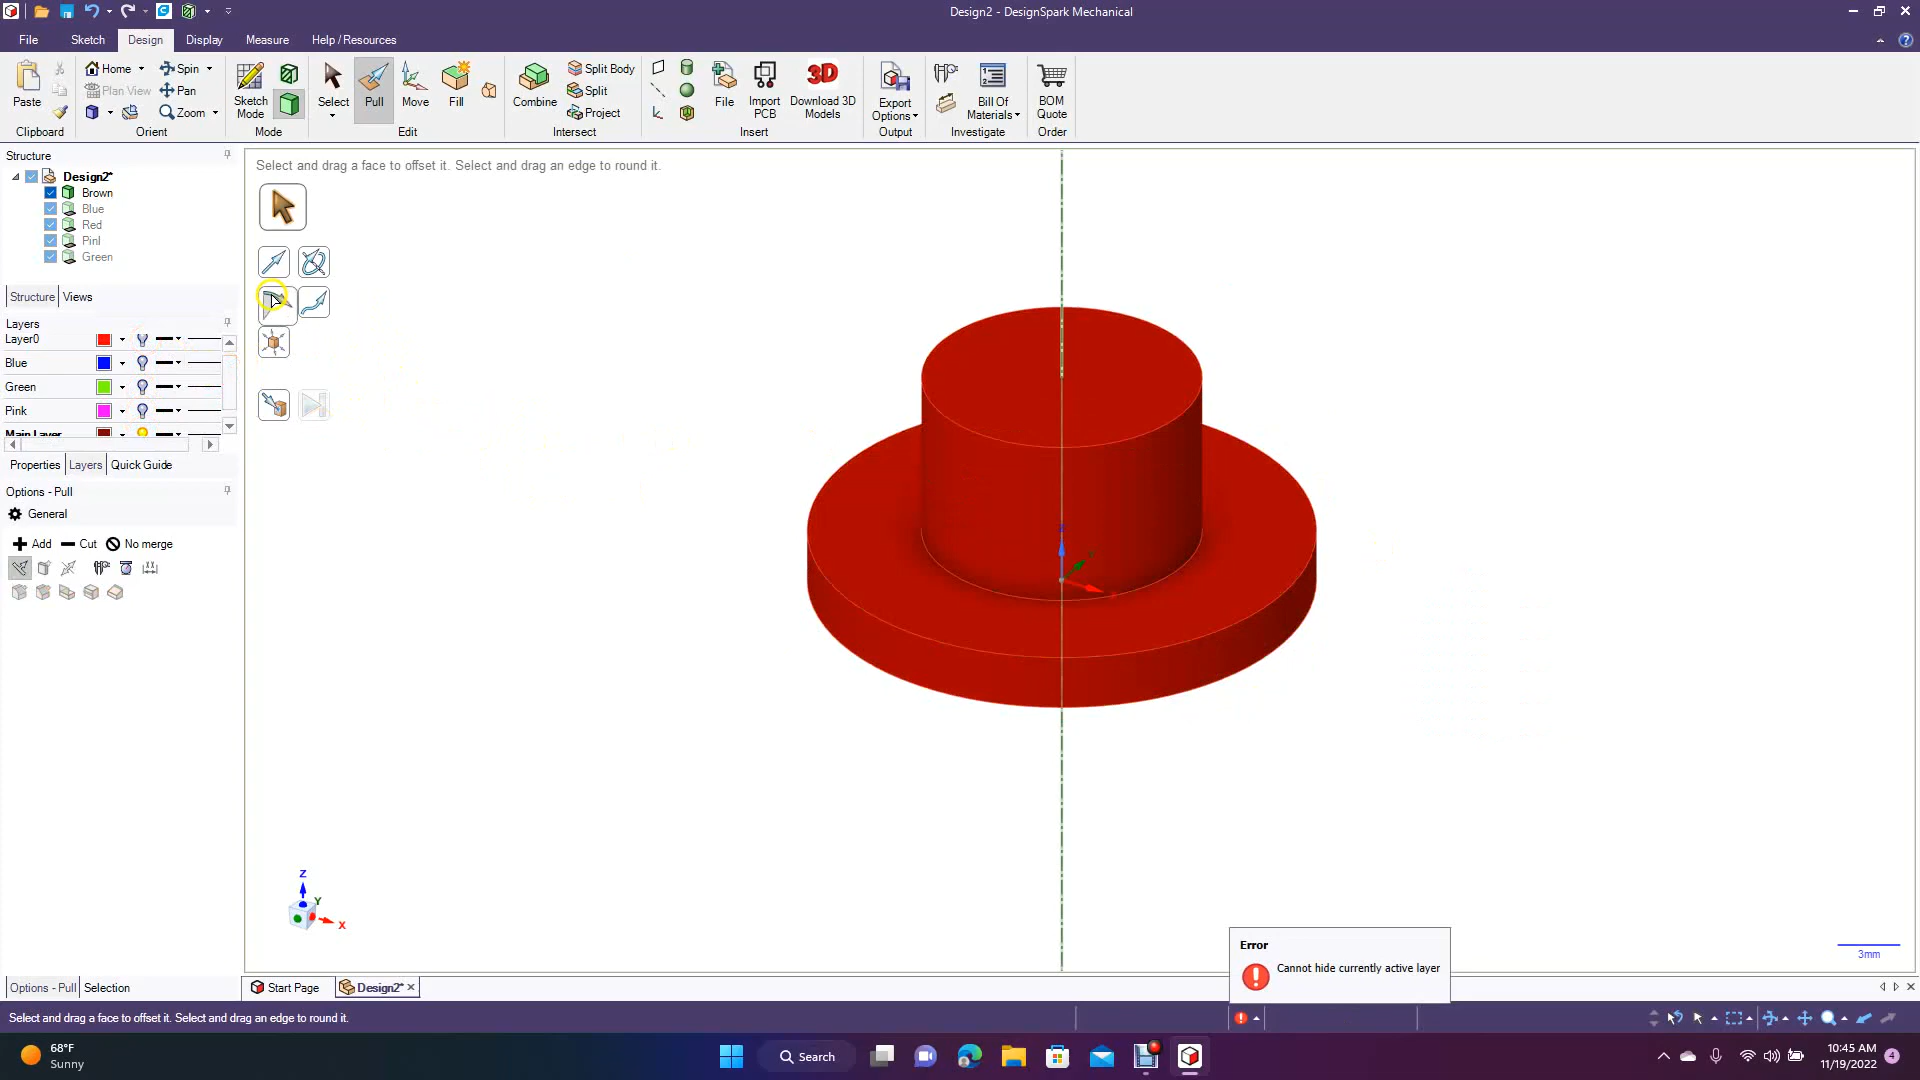 Design2 - DesignSpark Mechanical
File Sketch Design Display Measure Help / Resources
Paste
Clipboard
Home Spin
Plan View Pan
Zoom
Orient
Sketch Mode
Mode
Select Pull Move Fill
Edit
Combine
Split Body
Split
Project
Intersect
File Import PCB Download 3D Models
3D
Insert
Export Options
Output
Bill Of Materials
Investigate
BOM Quote
Order
Structure
Design2*
Brown
Blue
Red
Pinl
Green
Structure Views
Layers
Layer0
Blue
Green
Pink
Main Layer
Properties Layers Quick Guide
Options - Pull
General
Add Cut No merge
Select and drag a face to offset it. Select and drag an edge to round it.
Z
Y
X
Error
Cannot hide currently active layer
3mm
Options - Pull Selection Start Page Design2*
Select and drag a face to offset it. Select and drag an edge to round it.
68°F
Sunny
Search
10:45 AM
11/19/2022
4